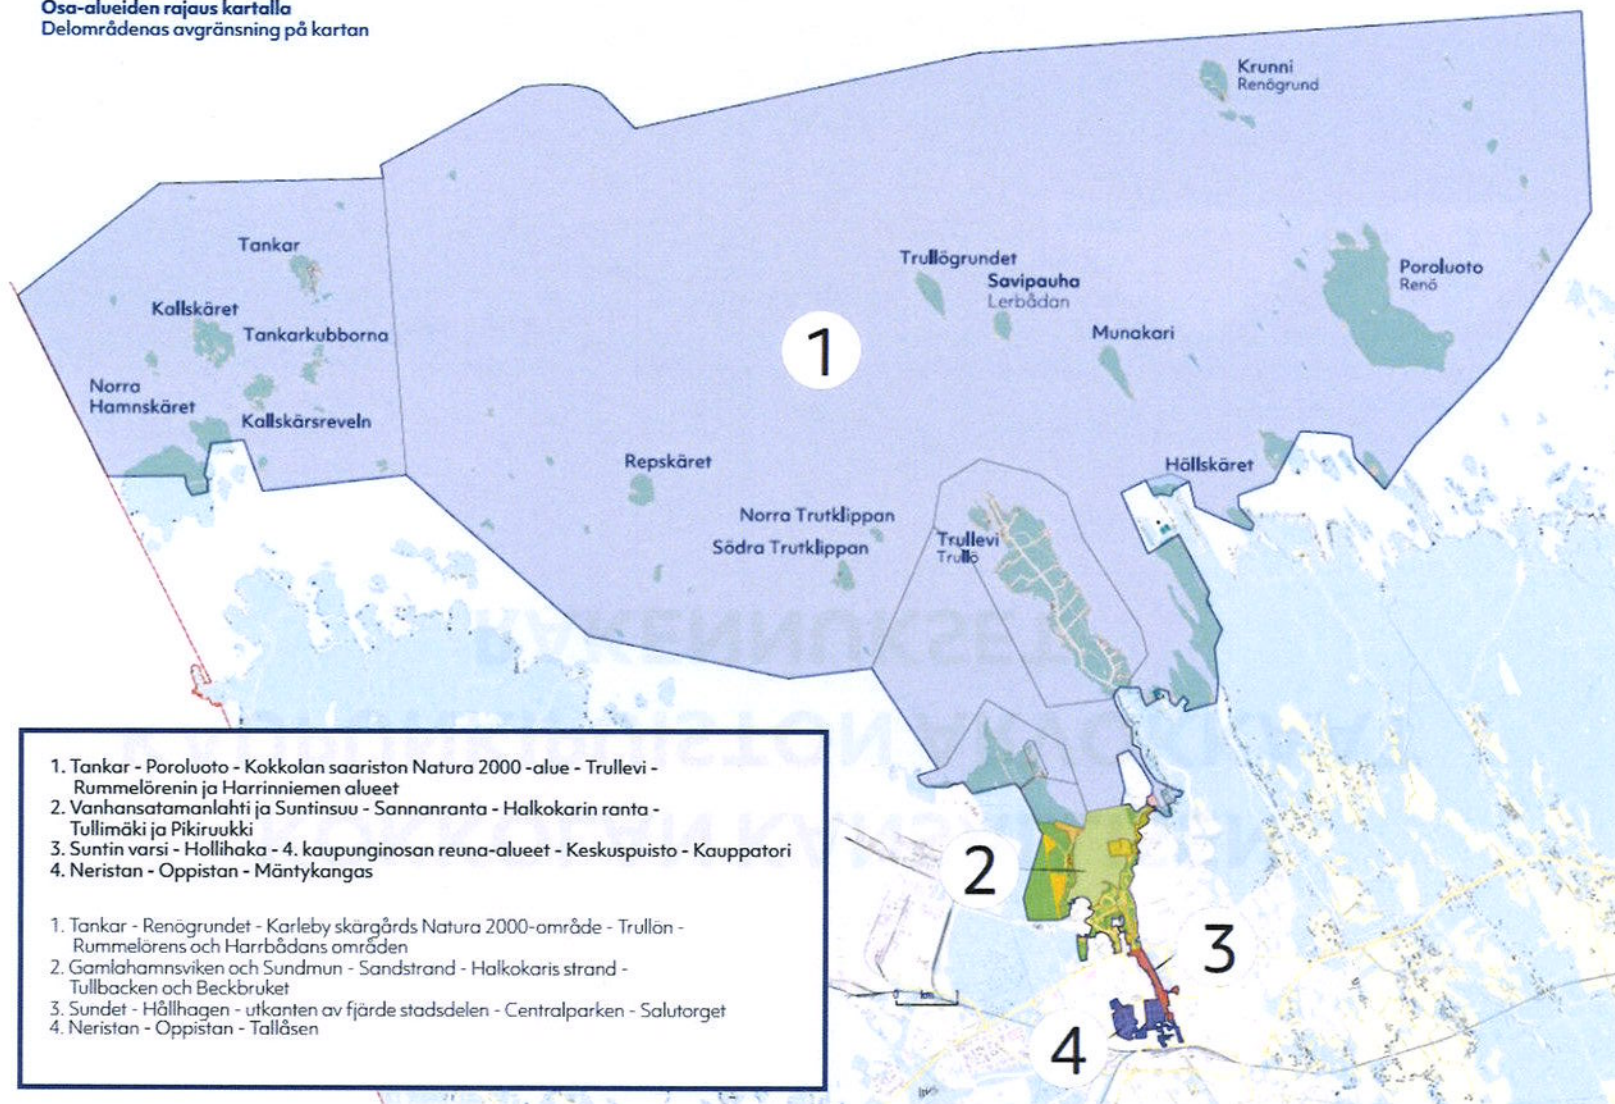 Osa-alueiden rajaus kartalla
Delområdenas avgränsning på kartan
Krunni
Renögrund
Tankar
Trullögrundet
Savipauha
Lerbådan
Poroluoto
Renö
Kallskäret
Tankarkubborna
Munakari
1
Norra
Hamnskäret
Kallskärsreveln
Repskäret
Hällskäret
Norra Trutklippan
Södra Trutklippan
Trullevi
Trullö
1. Tankar - Poroluoto - Kokkolan saariston Natura 2000 -alue - Trullevi -
Rummelörenin ja Harrinniemen alueet
2. Vanhansatamanlahti ja Suntinsuu - Sannanranta - Halkokarin ranta -
Tullimäki ja Pikiruukki
3. Suntin varsi - Hollihaka - 4. kaupunginosan reuna-alueet - Keskuspuisto - Kauppatori
4. Neristan - Oppistan - Mäntykangas
1. Tankar - Renögrundet - Karleby skärgårds Natura 2000-område - Trullön -
Rummelörens och Harrbådans områden
2. Gamlahamnsviken och Sundmun - Sandstrand - Halkokaris strand -
Tullbacken och Beckbruket
3. Sundet - Hållhagen - utkanten av fjärde stadsdelen - Centralparken - Salutorget
4. Neristan - Oppistan - Tallåsen
2
3
4
0 km